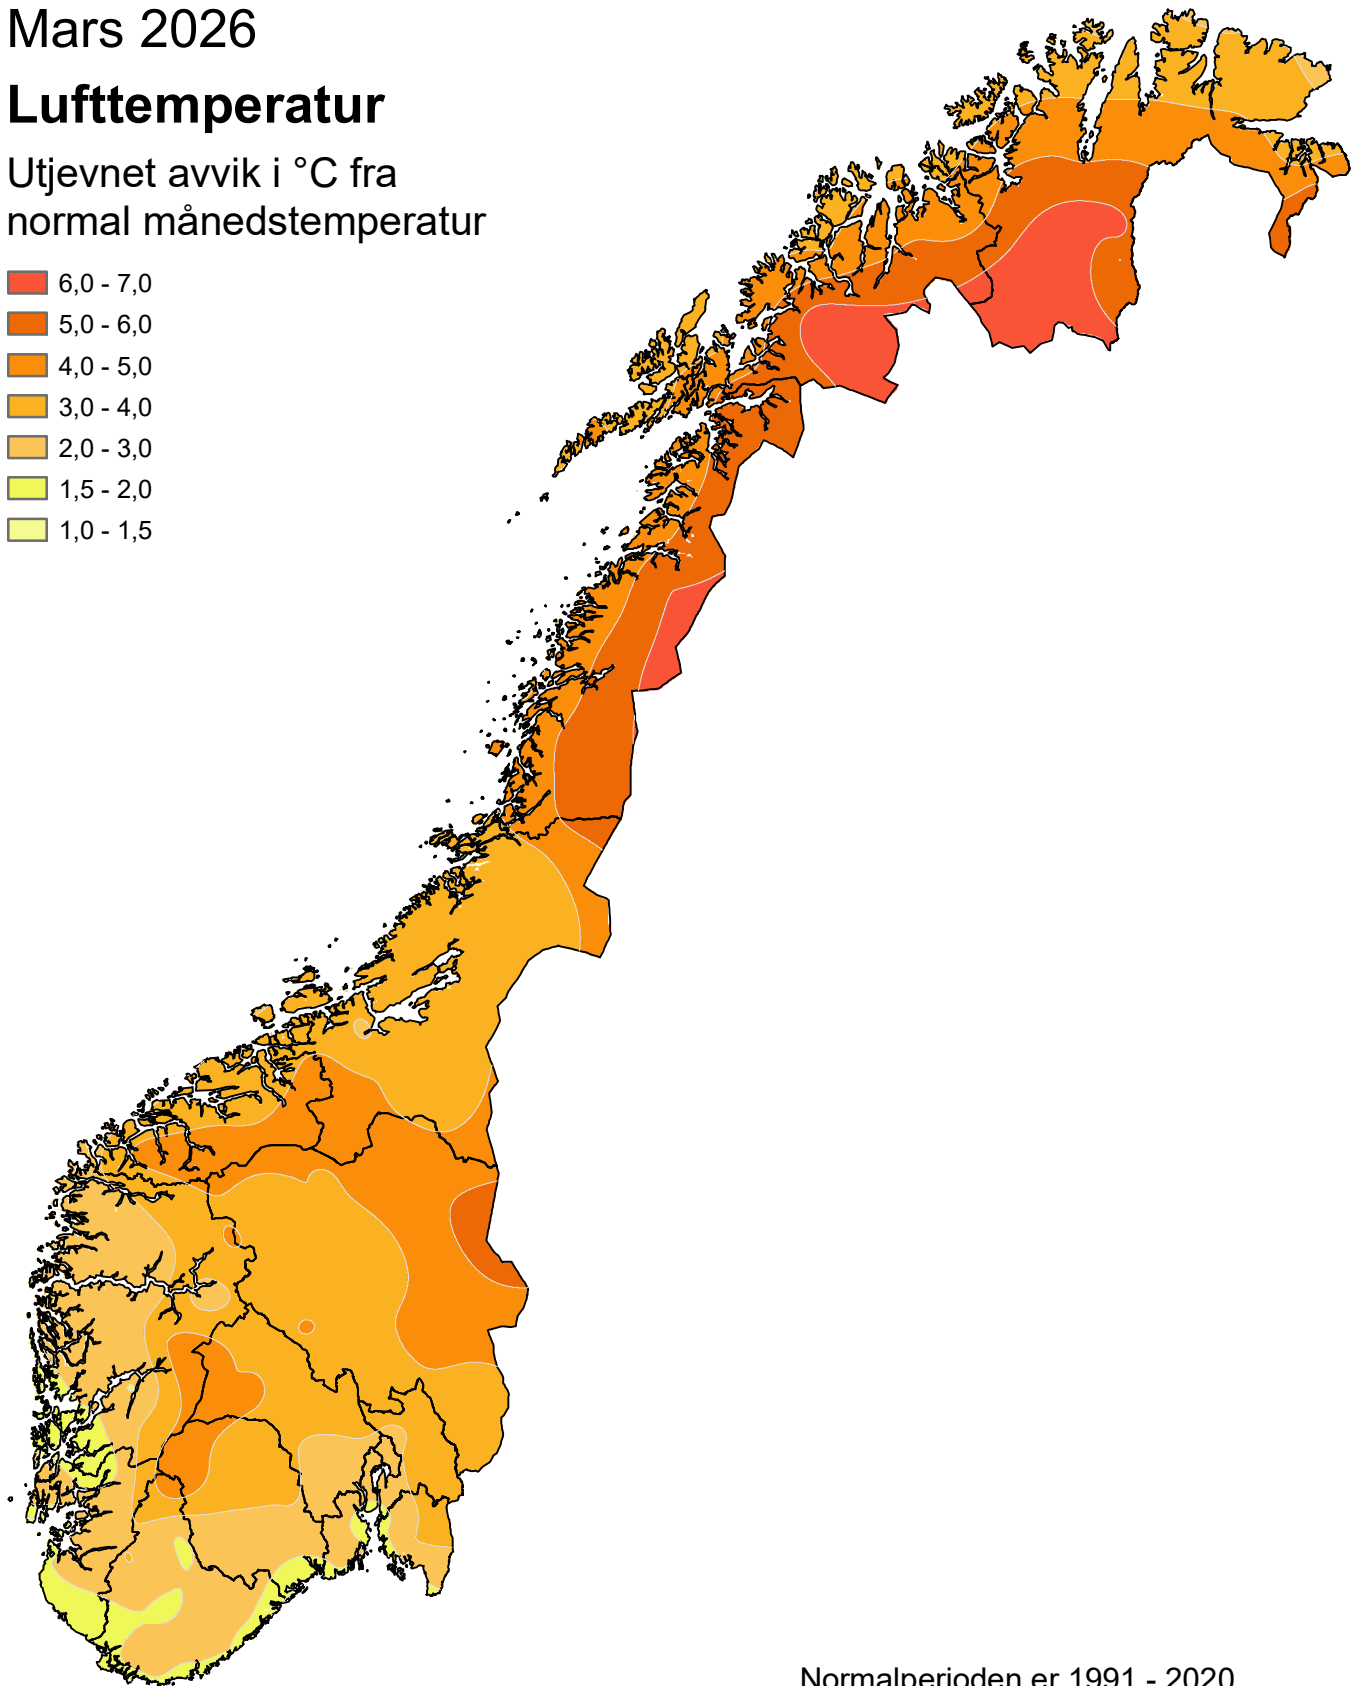 Mars 2026
Lufttemperatur
Utjevnet avvik i °C fra
normal månedstemperatur
6,0 - 7,0
5,0 - 6,0
4,0 - 5,0
3,0 - 4,0
2,0 - 3,0
1,5 - 2,0
1,0 - 1,5
Normalperioden er 1991 - 2020